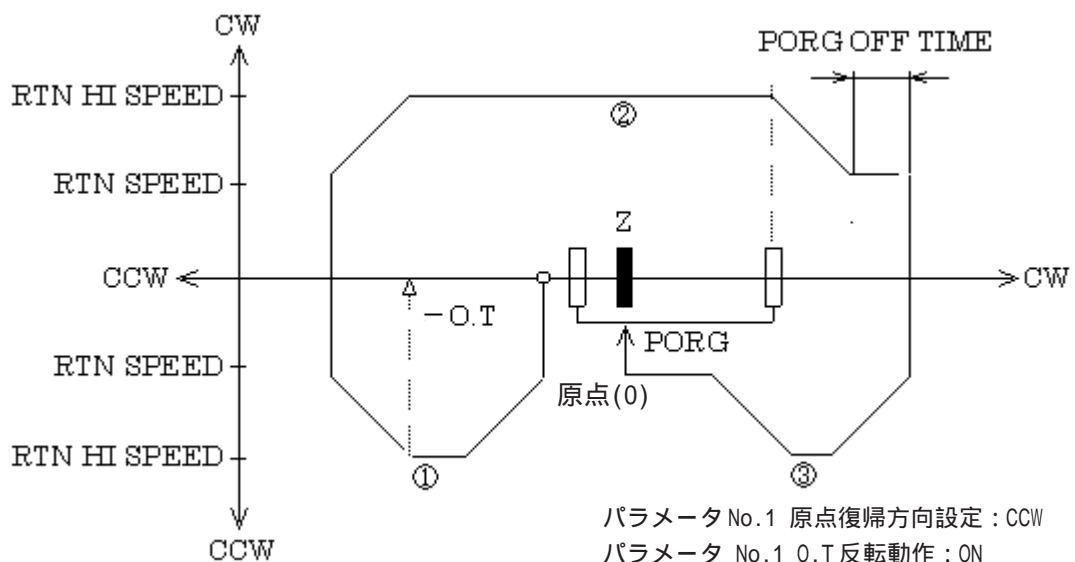 CW
PORG OFF TIME
RTN HI SPEED
②
RTN SPEED
Z
CCW
CW
−O.T
PORG
RTN SPEED
原点(0)
RTN HI SPEED
①
③
パラメータ No.1 原点復帰方向設定：CCW
CCW
パラメータ No.1 O.T反転動作：ON